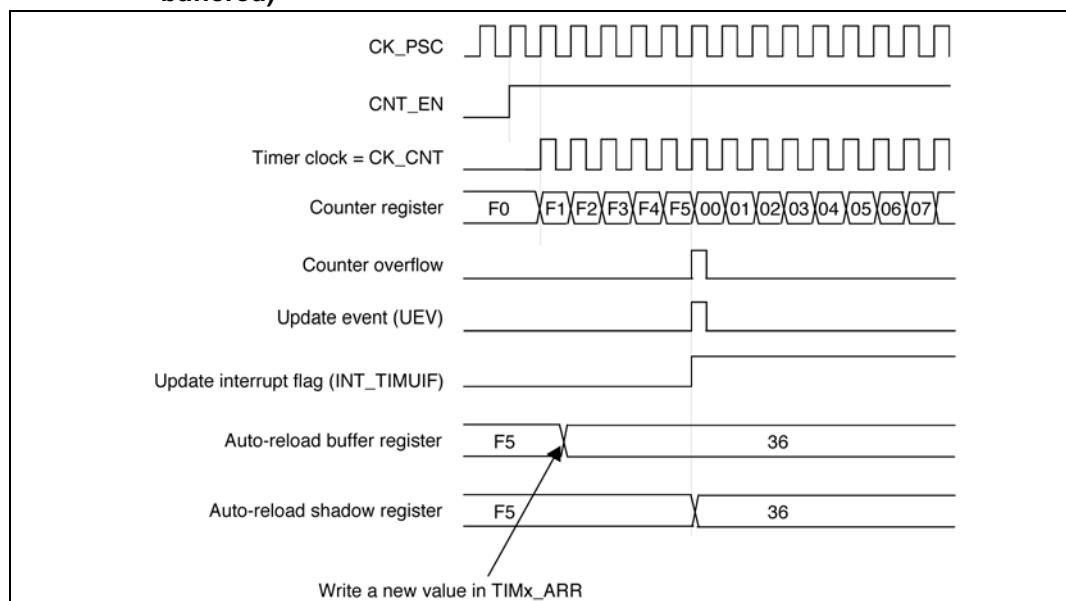 buffered)
CK_PSC
CNT_EN
Timer clock = CK_CNT
Counter register F0 F1 F2 F3 F4 F5 00 01 02 03 04 05 06 07
Counter overflow
Update event (UEV)
Update interrupt flag (INT_TIMUIF)
Auto-reload buffer register F5 36
Auto-reload shadow register F5 36
Write a new value in TIMx_ARR